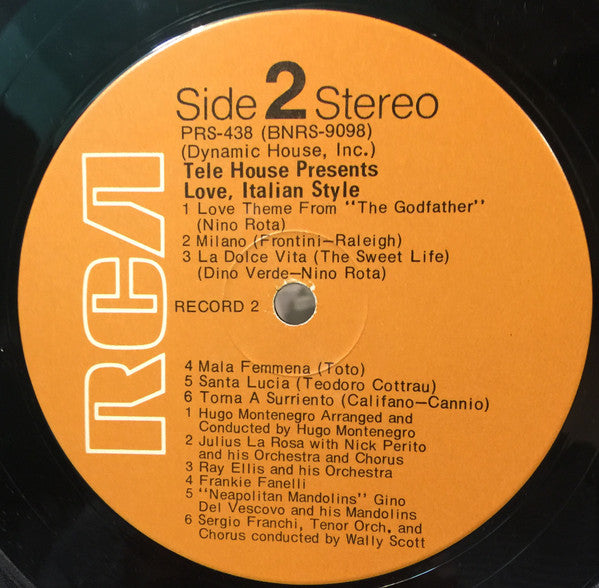 Side 2 Stereo
PRS-438 (BNRS-9098)
(Dynamic House, Inc.)
Tele House Presents
Love, Italian Style
1 Love Theme From "The Godfather"
(Nino Rota)
2 Milano (Frontini-Raleigh)
3 La Dolce Vita (The Sweet Life)
(Dino Verde-Nino Rota)
RECORD 2
4 Mala Femmena (Toto)
5 Santa Lucia (Teodoro Cottrau)
6 Torna A Surriento (Califano-Cannio)
1 Hugo Montenegro Arranged and
Conducted by Hugo Montenegro
2 Julius La Rosa with Nick Perito
and his Orchestra and Chorus
3 Ray Ellis and his Orchestra
4 Frankie Fanelli
5 "Neapolitan Mandolins" Gino
Del Vescovo and his Mandolins
6 Sergio Franchi, Tenor Orch. and
Chorus conducted by Wally Scott
RCA